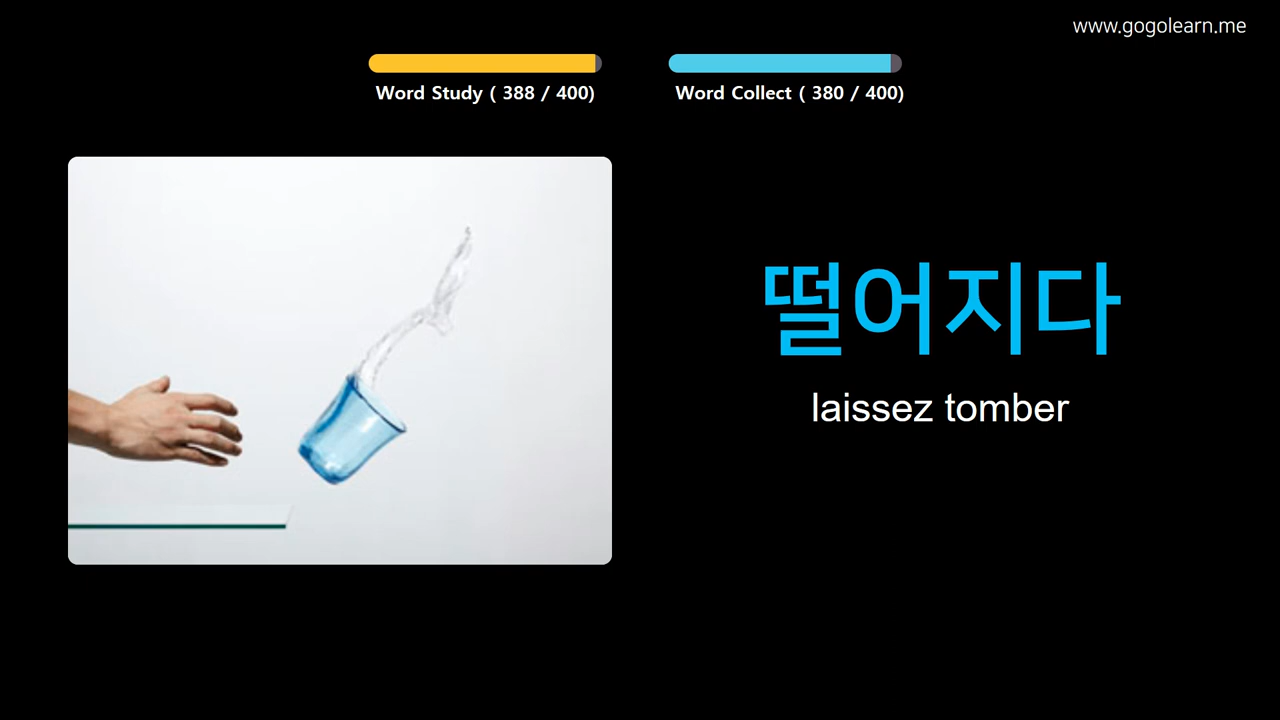 www.gogolearn.me
Word Study ( 388 / 400)
Word Collect ( 380 / 400)
떨어지다
laissez tomber